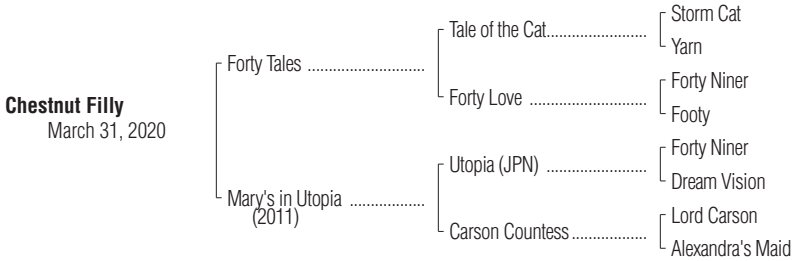 Storm Cat
Tale of the Cat........................
Yarn
Forty Tales ...........................
Forty Niner
Forty Love ...........................
Footy
Chestnut Filly
March 31, 2020
Forty Niner
Utopia (JPN) .......................
Dream Vision
Mary's in Utopia .................
(2011)
Lord Carson
Carson Countess.................
Alexandra's Maid